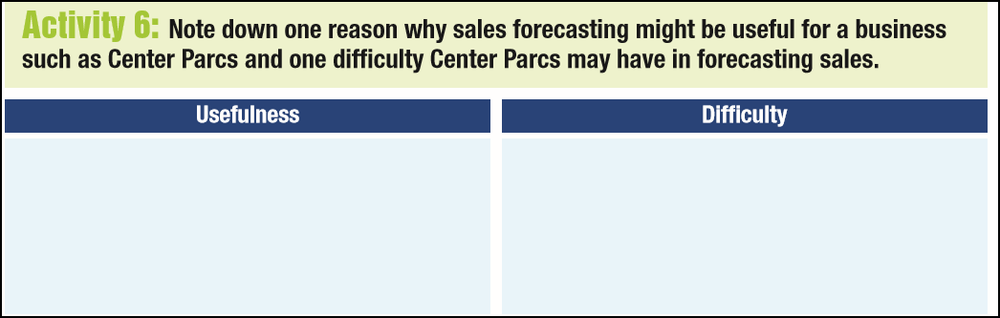 Activity 6: Note down one reason why sales forecasting might be useful for a business
such as Center Parcs and one difficulty Center Parcs may have in forecasting sales.
Usefulness
Difficulty